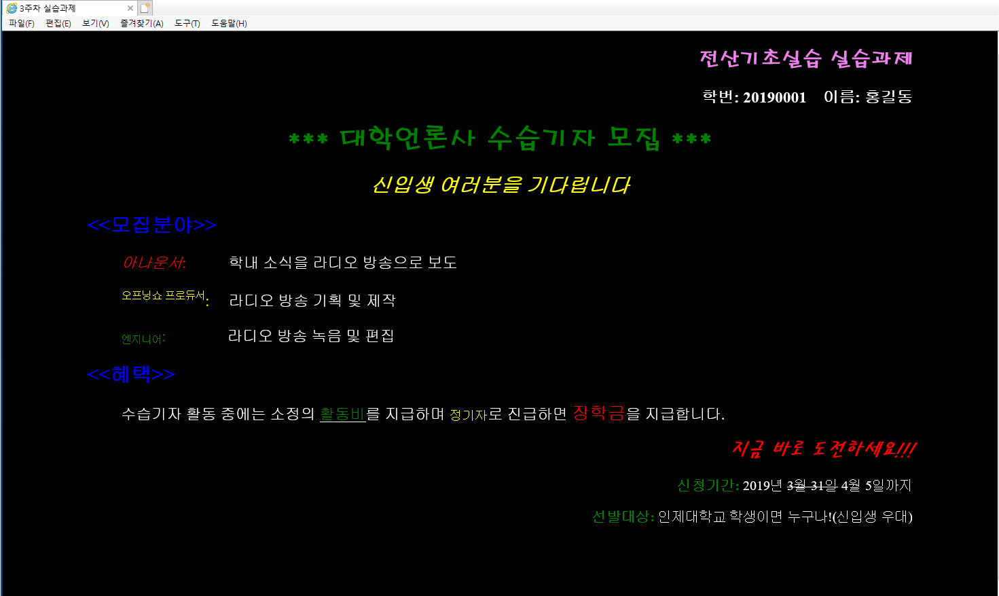 3주차 실습과제
파일(F) 편집(E) 보기(V) 즐겨찾기(A) 도구(T) 도움말(H)
전산기초실습 실습과제
학번: 20190001 이름: 홍길동
*** 대학언론사 수습기자 모집 ***
신입생 여러분을 기다립니다
<<모집분야>>
아나운서: 학내 소식을 라디오 방송으로 보도
오프닝쇼 프로듀서: 라디오 방송 기획 및 제작
엔지니어: 라디오 방송 녹음 및 편집
<<혜택>>
수습기자 활동 중에는 소정의 활동비를 지급하며 정기자로 진급하면 장학금을 지급합니다.
지금 바로 도전하세요!!!
신청기간: 2019년 3월 31일 4월 5일까지
선발대상: 인제대학교 학생이면 누구나!(신입생 우대)